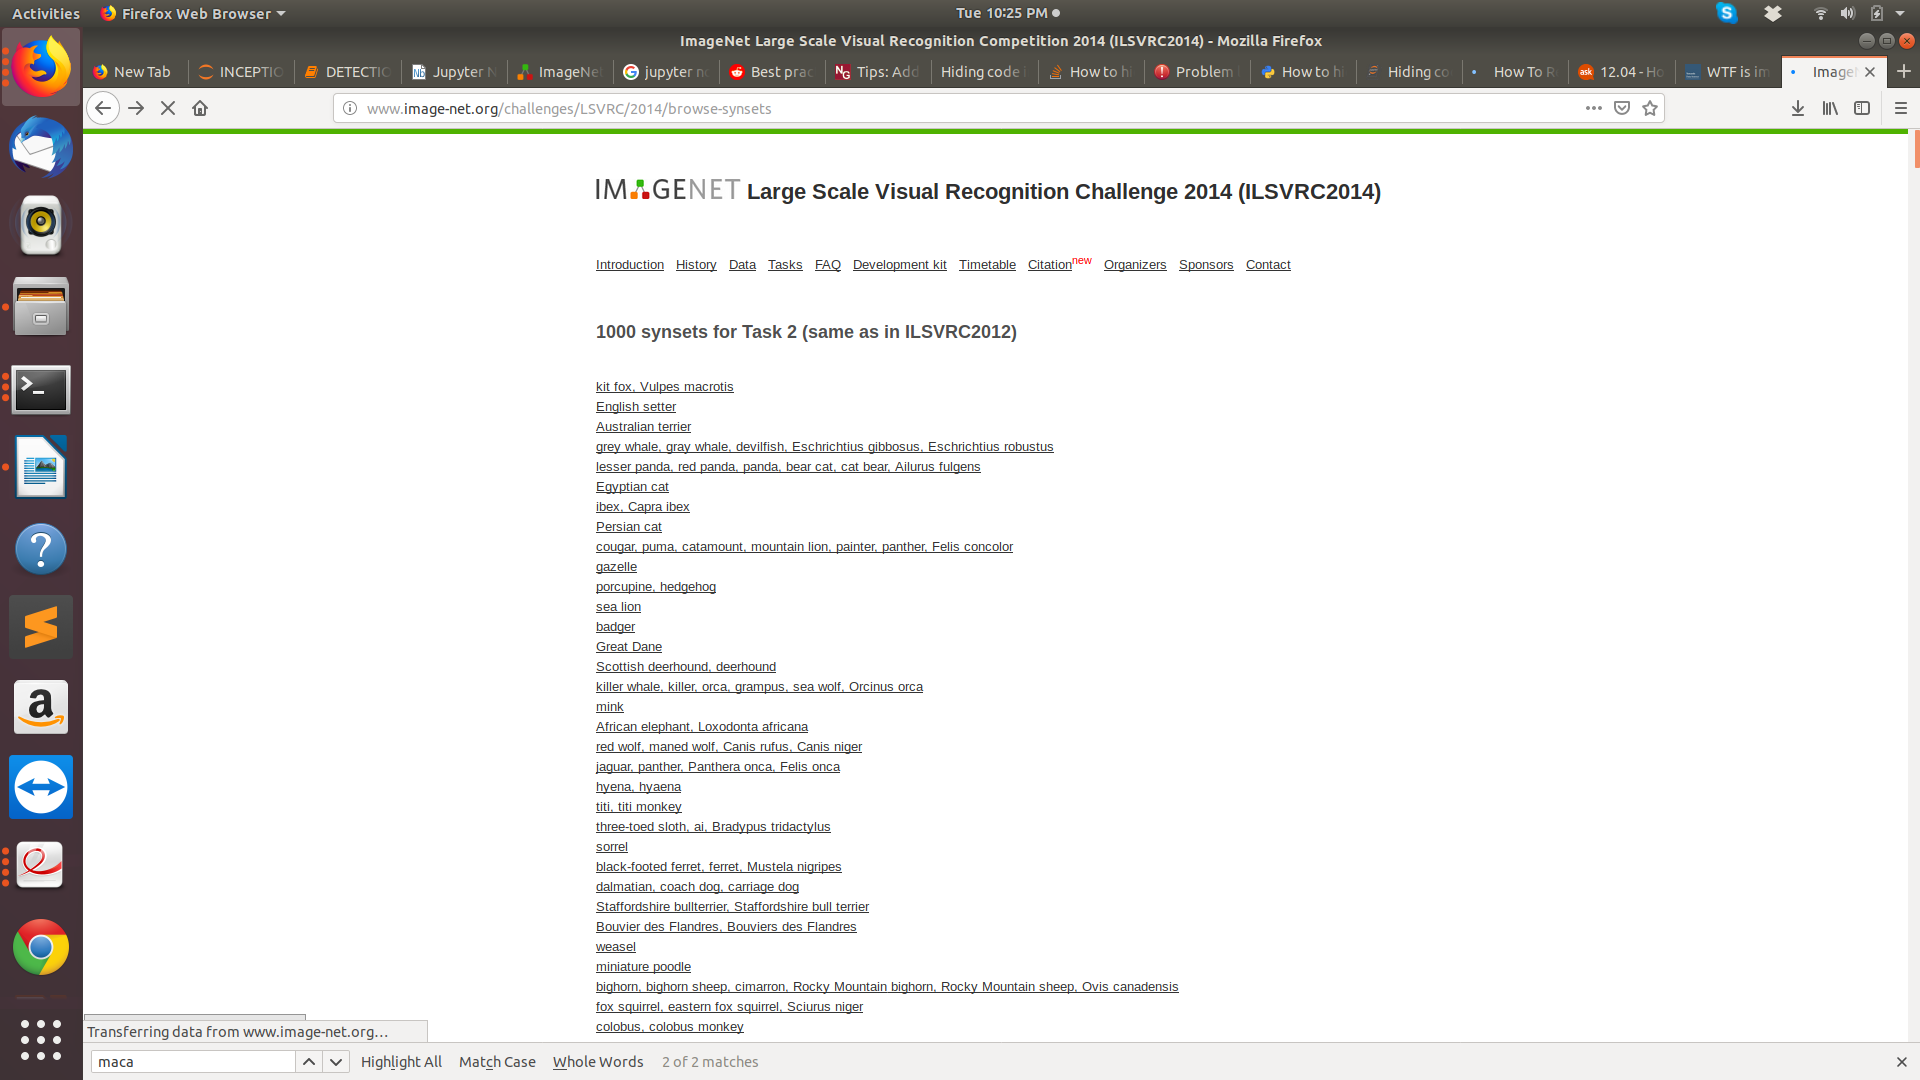 Activities Firefox Web Browser Tue 10:25 PM
ImageNet Large Scale Visual Recognition Competition 2014 (ILSVRC2014) - Mozilla Firefox
New Tab INCEPTIO DETECTIO Jupyter N ImageNe jupyter no Best prac Tips: Add Hiding code i How to hi Problem How to hi Hiding co How To R 12.04 - Ho WTF is im Image
www.image-net.org/challenges/LSVRC/2014/browse-synsets
IMAGENET Large Scale Visual Recognition Challenge 2014 (ILSVRC2014)
Introduction History Data Tasks FAQ Development kit Timetable Citation new Organizers Sponsors Contact
1000 synsets for Task 2 (same as in ILSVRC2012)
kit fox, Vulpes macrotis
English setter
Australian terrier
grey whale, gray whale, devilfish, Eschrichtius gibbosus, Eschrichtius robustus
lesser panda, red panda, panda, bear cat, cat bear, Ailurus fulgens
Egyptian cat
ibex, Capra ibex
Persian cat
cougar, puma, catamount, mountain lion, painter, panther, Felis concolor
gazelle
porcupine, hedgehog
sea lion
badger
Great Dane
Scottish deerhound, deerhound
killer whale, killer, orca, grampus, sea wolf, Orcinus orca
mink
African elephant, Loxodonta africana
red wolf, maned wolf, Canis rufus, Canis niger
jaguar, panther, Panthera onca, Felis onca
hyena, hyaena
titi, titi monkey
three-toed sloth, ai, Bradypus tridactylus
sorrel
black-footed ferret, ferret, Mustela nigripes
dalmatian, coach dog, carriage dog
Staffordshire bullterrier, Staffordshire bull terrier
Bouvier des Flandres, Bouviers des Flandres
weasel
miniature poodle
bighorn, bighorn sheep, cimarron, Rocky Mountain bighorn, Rocky Mountain sheep, Ovis canadensis
fox squirrel, eastern fox squirrel, Sciurus niger
colobus, colobus monkey
Transferring data from www.image-net.org…
maca Highlight All Match Case Whole Words 2 of 2 matches